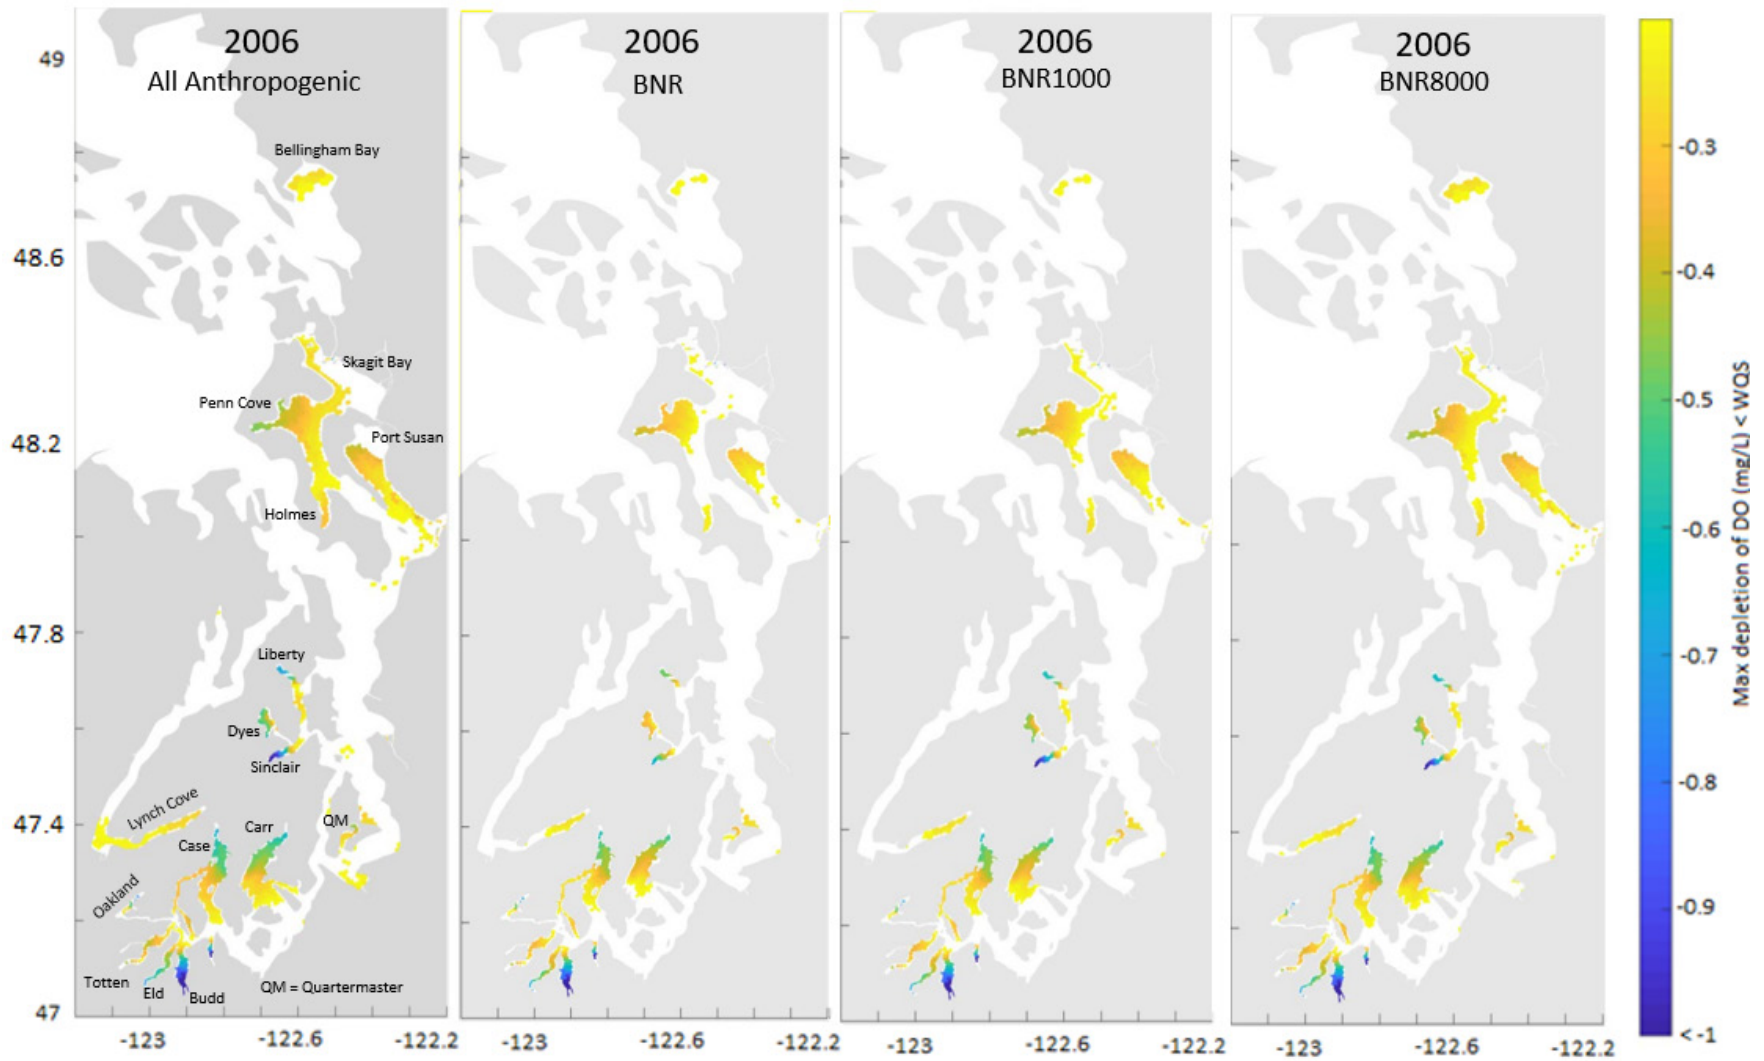 2006
All Anthropogenic
2006
BNR
2006
BNR1000
2006
BNR8000
49
48.6
48.2
47.8
47.4
47
Bellingham Bay
Skagit Bay
Penn Cove
Port Susan
Holmes
Liberty
Dyes
Sinclair
Lynch Cove
Carr
QM
Case
Oakland
Totten
Eld
Budd
QM = Quartermaster
-123
-122.6
-122.2
-123
-122.6
-122.2
-123
-122.6
-122.2
-123
-122.6
-122.2
-0.3
-0.4
-0.5
-0.6
-0.7
-0.8
-0.9
< -1
Max depletion of DO (mg/L) < WQS